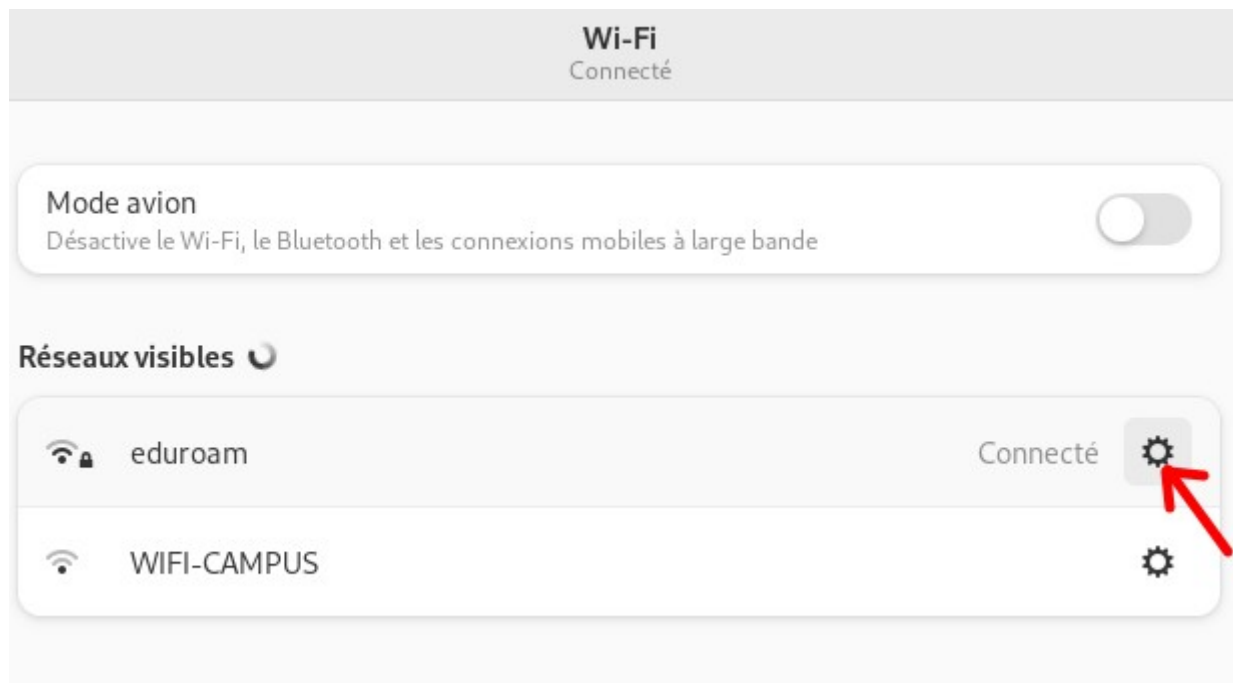 Wi-Fi
Connecté
Mode avion
Désactive le Wi-Fi, le Bluetooth et les connexions mobiles à large bande
Réseaux visibles
eduroam
Connecté
WIFI-CAMPUS